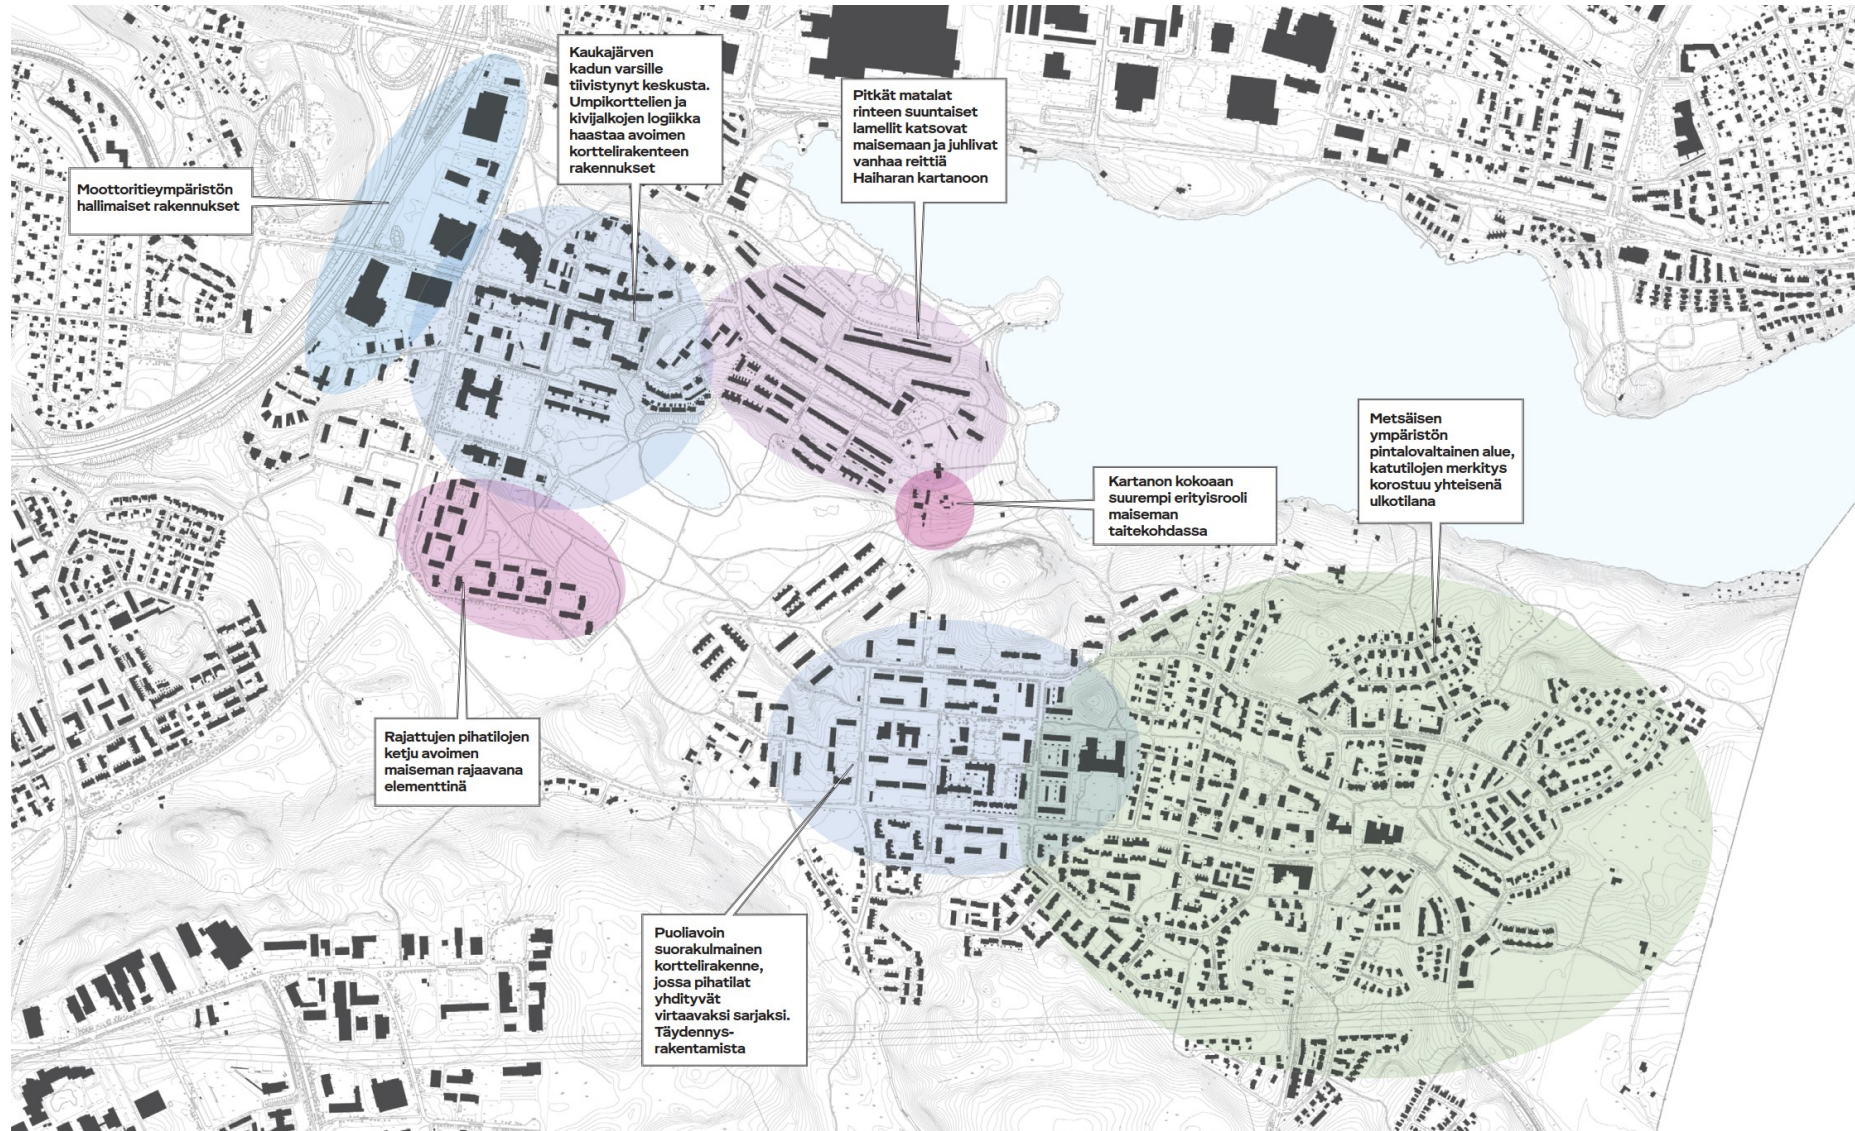 Kaukajärven
kadun varsille
tiivistynyt keskusta.
Umpikorttelien ja
kivijalkojen logiikka
haastaa avoimen
korttelirakenteen
rakennukset
Pitkät matalat
rinteen suuntaiset
lamellit katsovat
maisemaan ja juhlivat
vanhaa reittiä
Haiharan kartanoon
Moottoritieympäristön
hallimaiset rakennukset
Metsäisen
ympäristön
pintalovaltainen alue,
katutilojen merkitys
korostuu yhteisenä
ulkotilana
Kartanon kokoaan
suurempi erityisrooli
maiseman
taitekohdassa
Rajattujen pihatilojen
ketju avoimen
maiseman rajaavana
elementtinä
Puoliavoin
suorakulmainen
korttelirakenne,
jossa pihatilat
yhdityvät
virtaavaksi sarjaksi.
Täydennys-
rakentamista